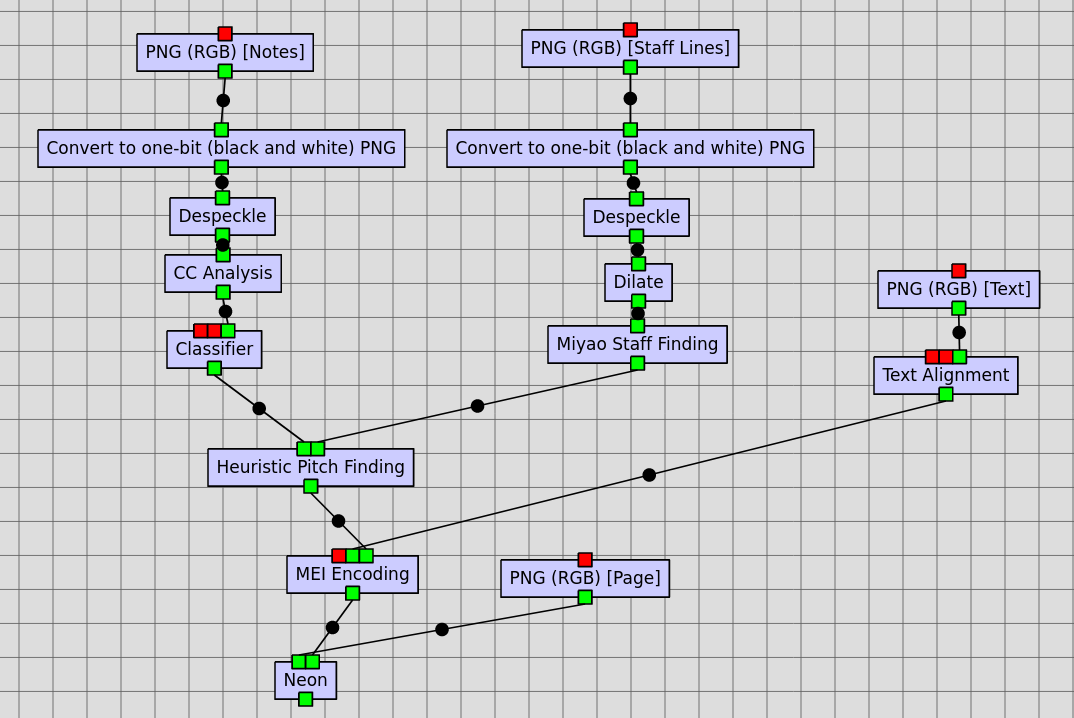 PNG (RGB) [Notes]
PNG (RGB) [Staff Lines]
Convert to one-bit (black and white) PNG
Convert to one-bit (black and white) PNG
Despeckle
Despeckle
CC Analysis
Dilate
PNG (RGB) [Text]
Classifier
Miyao Staff Finding
Text Alignment
Heuristic Pitch Finding
MEI Encoding
PNG (RGB) [Page]
Neon